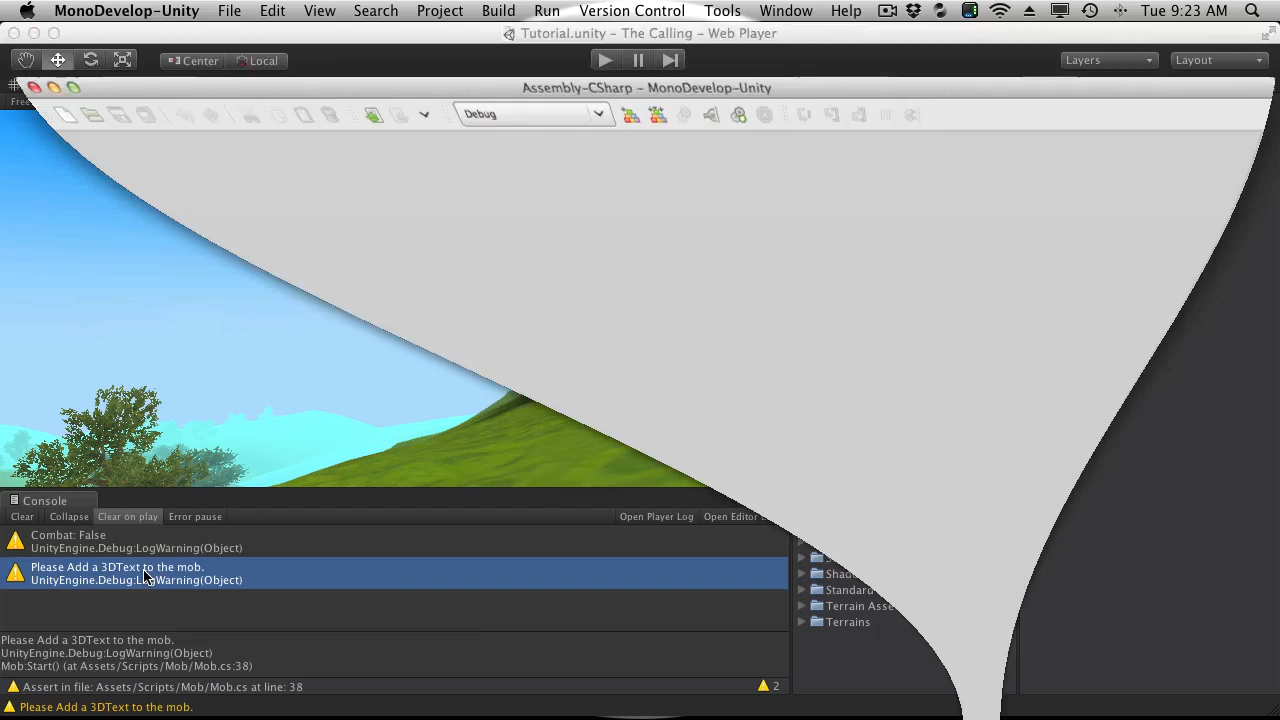 MonoDevelop-Unity File Edit View Search Project Build Run Version Control Tools Window Help Tue 9:23 AM
Tutorial.unity - The Calling - Web Player
Center Local Layers Layout
Assembly-CSharp - MonoDevelop-Unity
Debug
Console
Clear Collapse Clear on play Error pause Open Player Log Open Editor
Combat: False
UnityEngine.Debug:LogWarning(Object)
Please Add a 3DText to the mob.
UnityEngine.Debug:LogWarning(Object)
Standard
Terrain Asse
Terrains
Please Add a 3DText to the mob.
UnityEngine.Debug:LogWarning(Object)
Mob:Start() (at Assets/Scripts/Mob/Mob.cs:38)
Assert in file: Assets/Scripts/Mob/Mob.cs at line: 38 2
Please Add a 3DText to the mob.